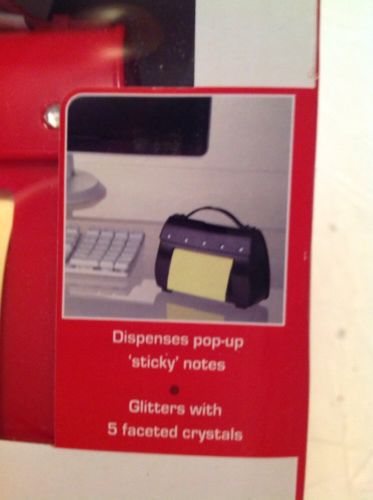 Dispenses pop-up
'sticky' notes
•
Glitters with
5 faceted crystals